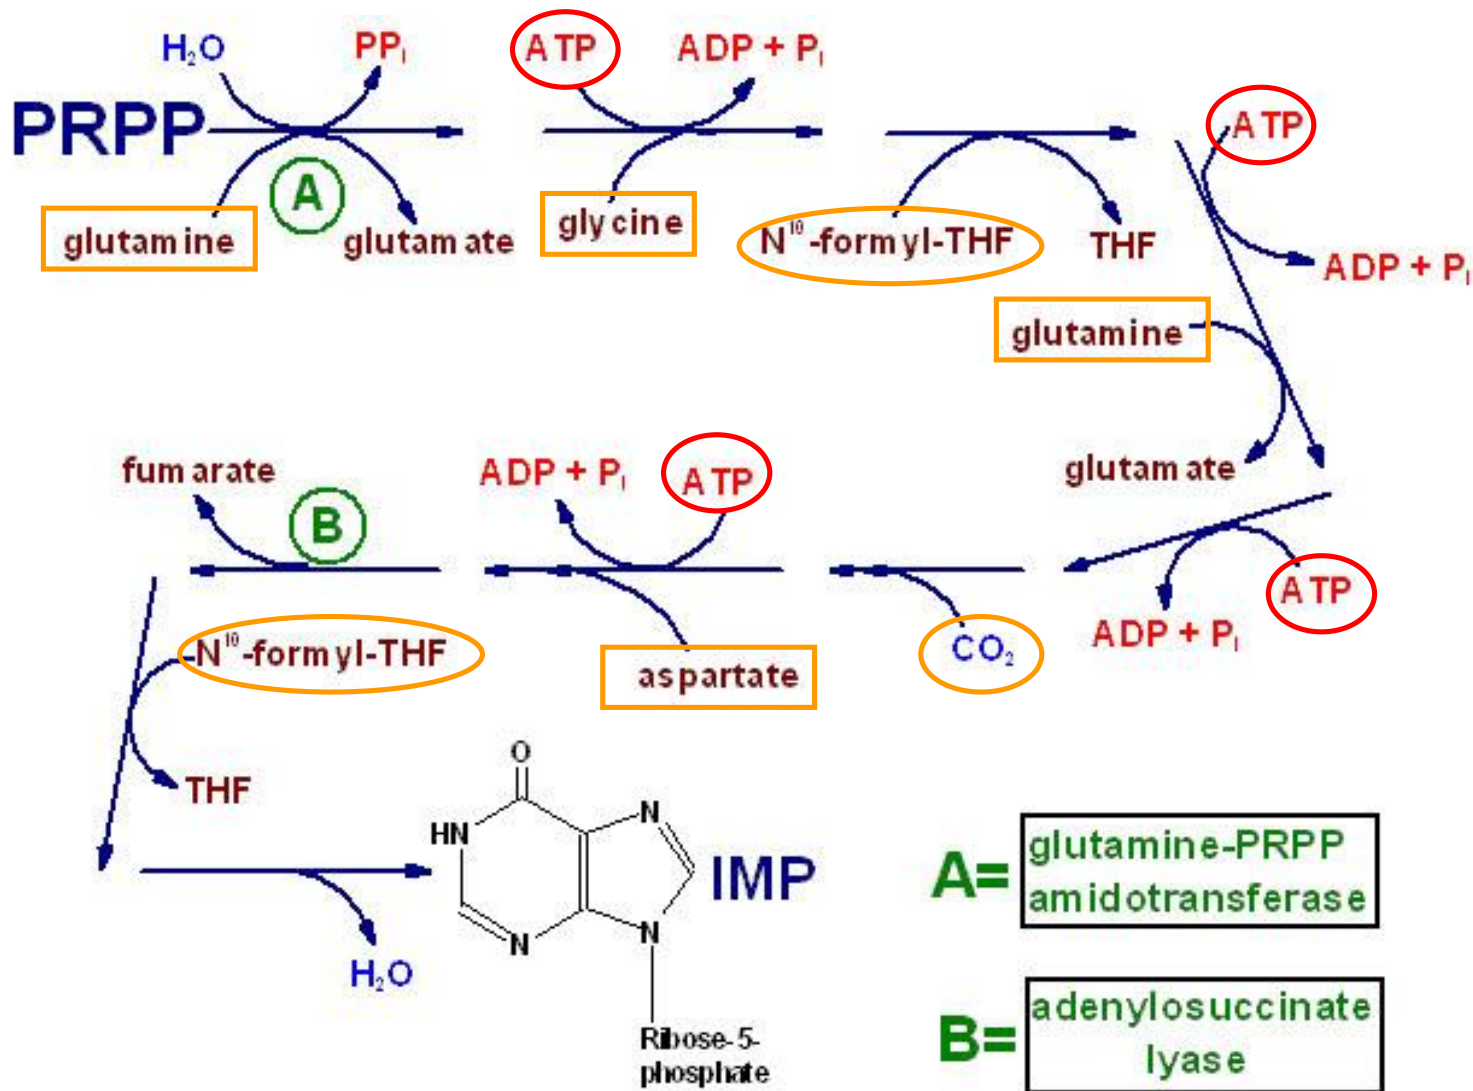 H₂O
PPᵢ
ATP
ADP + Pᵢ
PRPP
ATP
A
glutamine
glutamate
glycine
N¹⁰-formyl-THF
THF
ADP + Pᵢ
glutamine
fumarate
ADP + Pᵢ
ATP
glutamate
B
ATP
ADP + Pᵢ
N¹⁰-formyl-THF
aspartate
CO₂
THF
O
HN
N
IMP
N
N
H₂O
Ribose-5-
phosphate
A=
glutamine-PRPP
amidotransferase
B=
adenylosuccinate
lyase